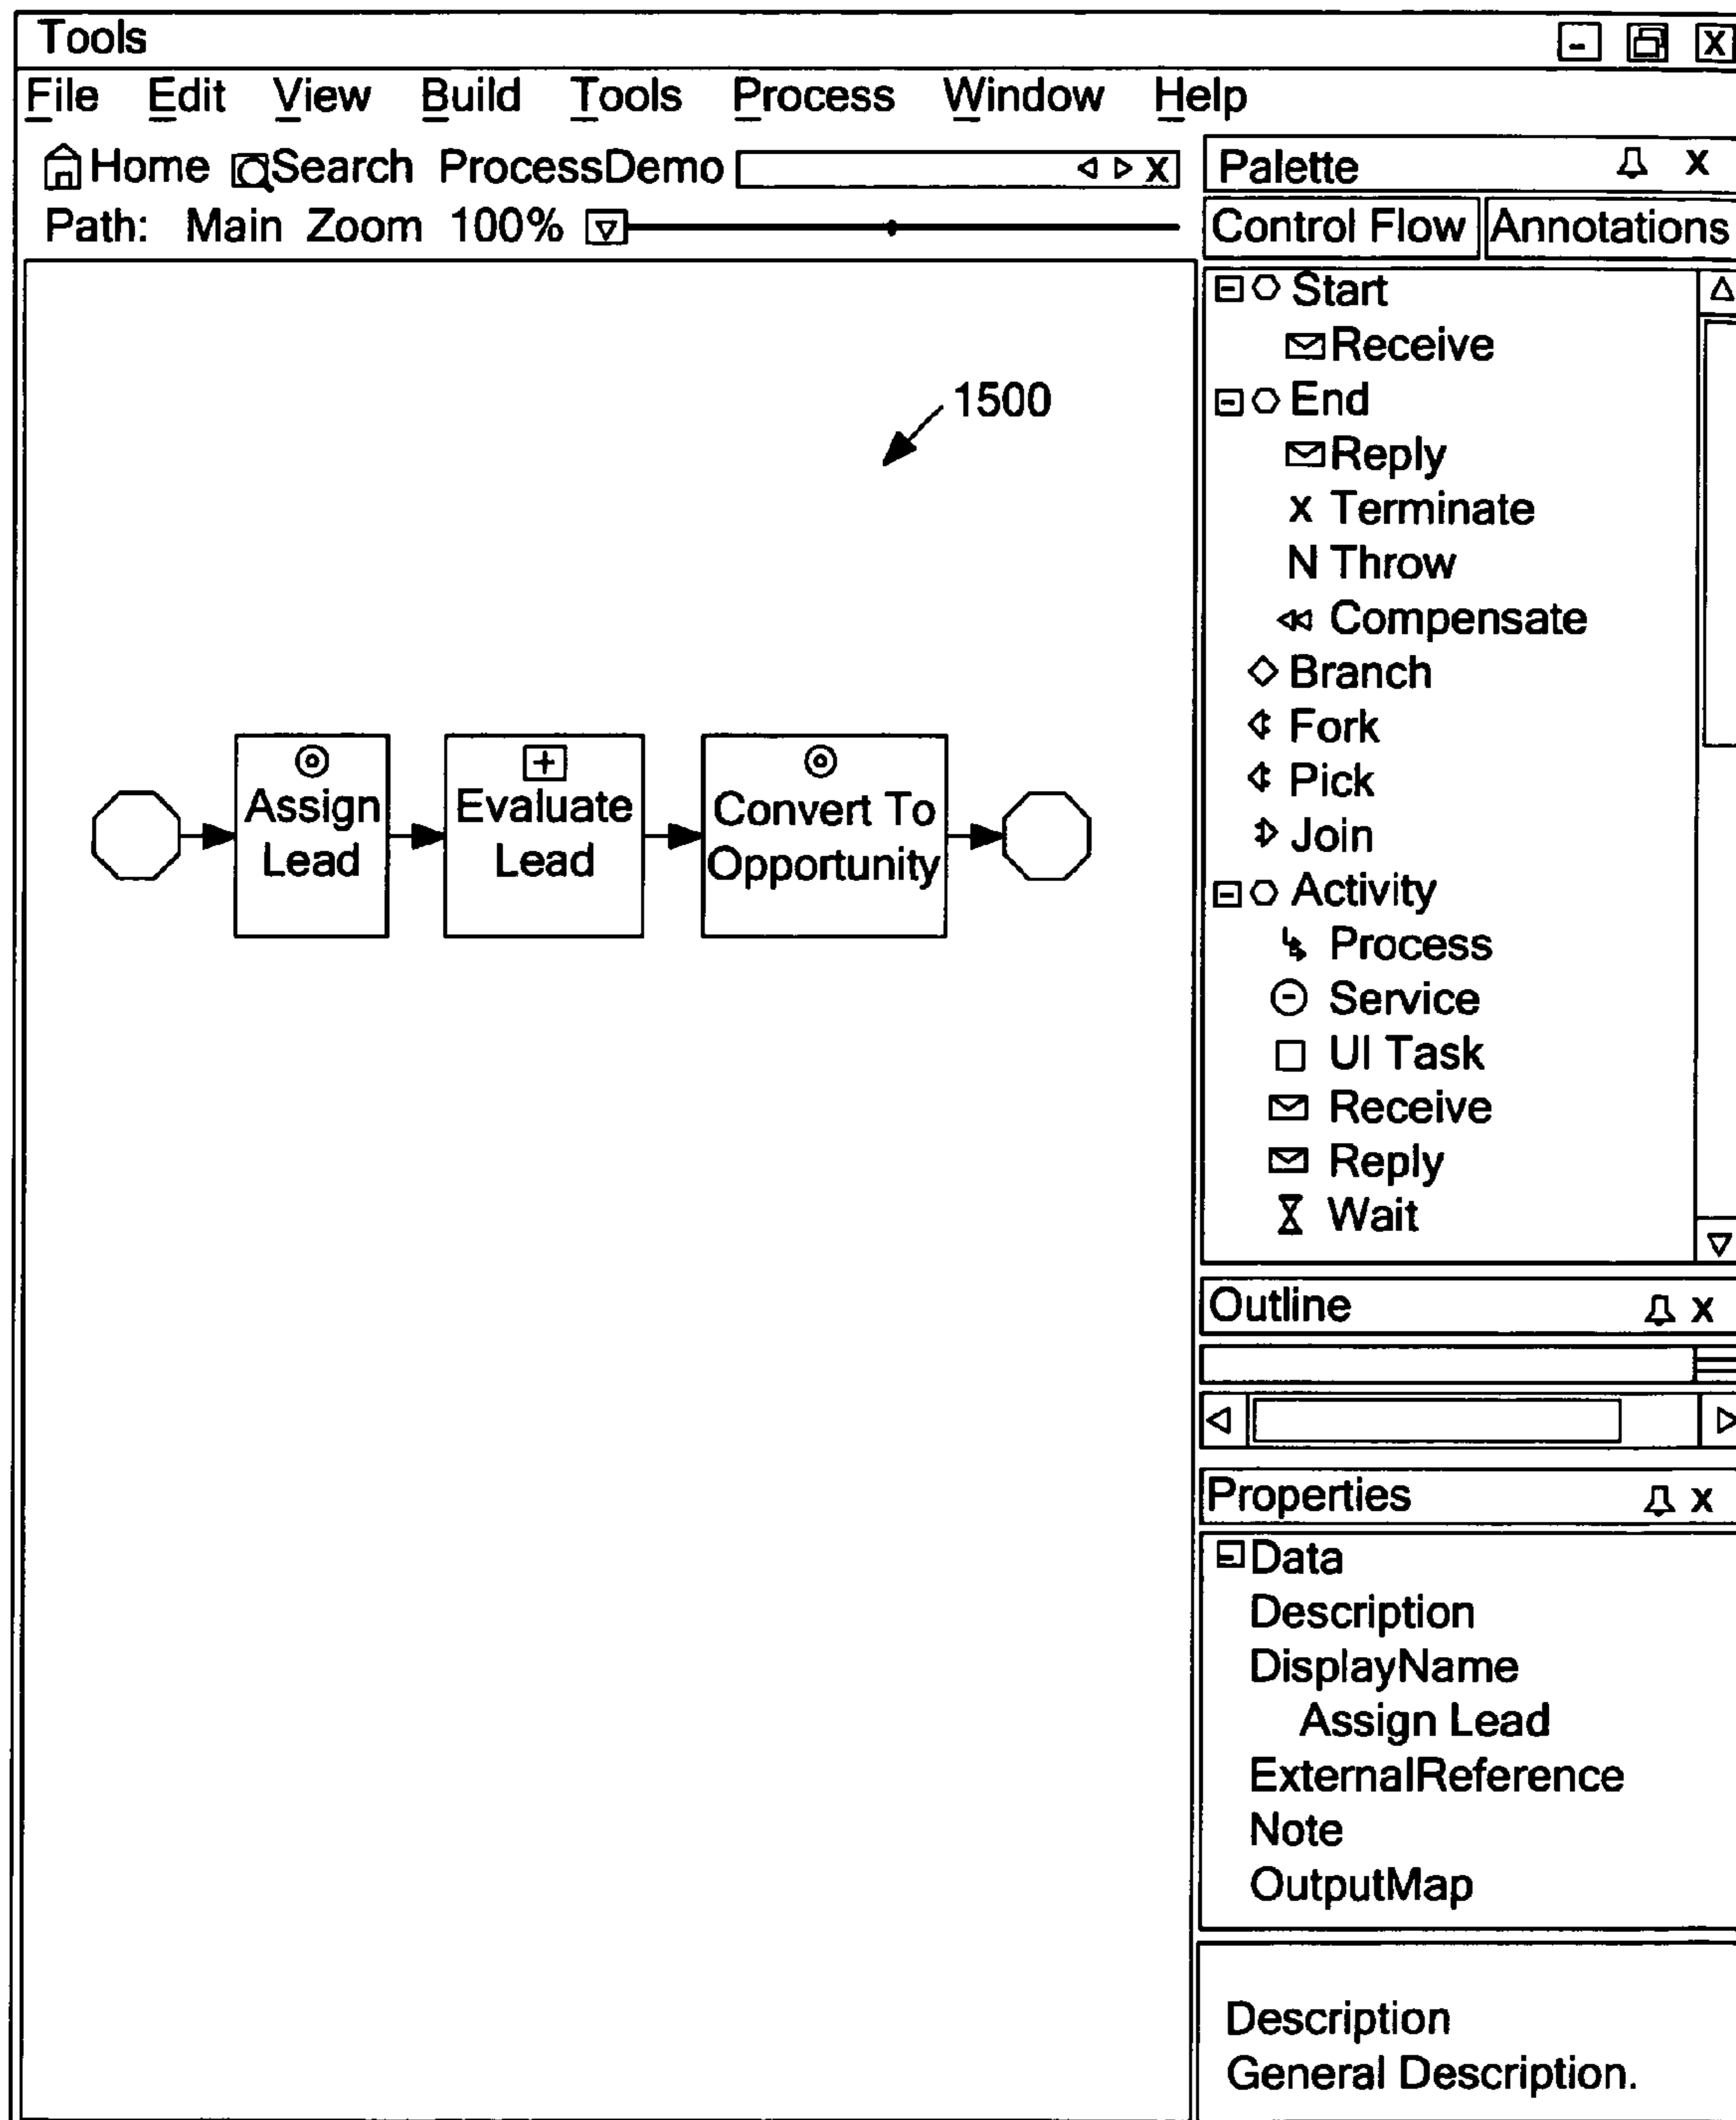 Tools
File Edit View Build Tools Process Window Help
Home Search ProcessDemo
Path: Main Zoom 100%
1500
Assign
Lead
Evaluate
Lead
Convert To
Opportunity
Palette
Control Flow Annotations
Start
Receive
End
Reply
x Terminate
N Throw
Compensate
Branch
Fork
Pick
Join
Activity
Process
Service
UI Task
Receive
Reply
Wait
Outline
Properties
Data
Description
DisplayName
Assign Lead
ExternalReference
Note
OutputMap
Description
General Description.